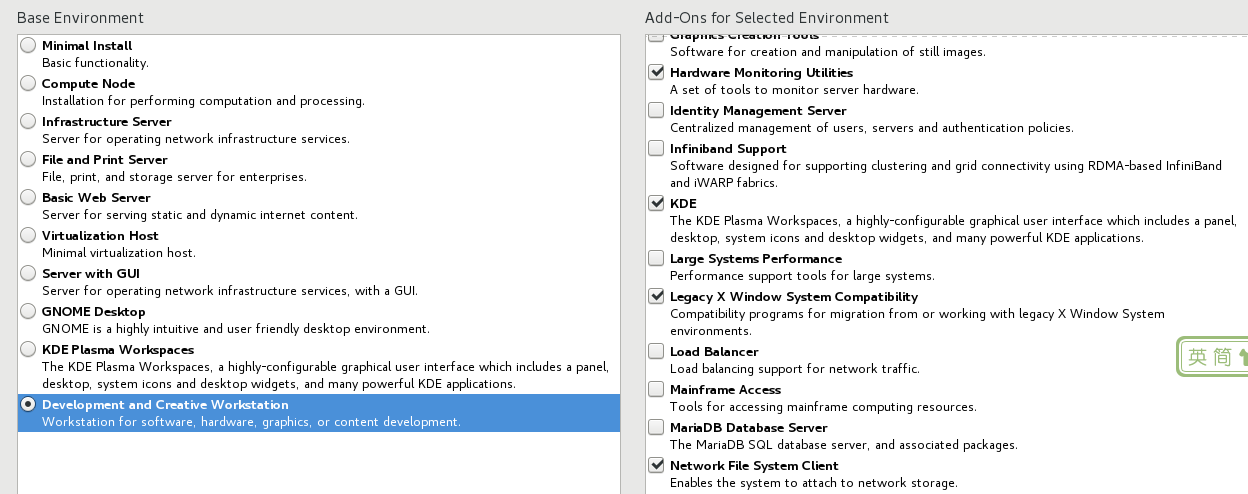 Base Environment
Minimal Install
Basic functionality.
Compute Node
Installation for performing computation and processing.
Infrastructure Server
Server for operating network infrastructure services.
File and Print Server
File, print, and storage server for enterprises.
Basic Web Server
Server for serving static and dynamic internet content.
Virtualization Host
Minimal virtualization host.
Server with GUI
Server for operating network infrastructure services, with a GUI.
GNOME Desktop
GNOME is a highly intuitive and user friendly desktop environment.
KDE Plasma Workspaces
The KDE Plasma Workspaces, a highly-configurable graphical user interface which includes a panel,
desktop, system icons and desktop widgets, and many powerful KDE applications.
Development and Creative Workstation
Workstation for software, hardware, graphics, or content development.
Add-Ons for Selected Environment
Graphics Creation Tools
Software for creation and manipulation of still images.
Hardware Monitoring Utilities
A set of tools to monitor server hardware.
Identity Management Server
Centralized management of users, servers and authentication policies.
Infiniband Support
Software designed for supporting clustering and grid connectivity using RDMA-based InfiniBand
and iWARP fabrics.
KDE
The KDE Plasma Workspaces, a highly-configurable graphical user interface which includes a panel,
desktop, system icons and desktop widgets, and many powerful KDE applications.
Large Systems Performance
Performance support tools for large systems.
Legacy X Window System Compatibility
Compatibility programs for migration from or working with legacy X Window System
environments.
Load Balancer
Load balancing support for network traffic.
Mainframe Access
Tools for accessing mainframe computing resources.
MariaDB Database Server
The MariaDB SQL database server, and associated packages.
Network File System Client
Enables the system to attach to network storage.
英 简